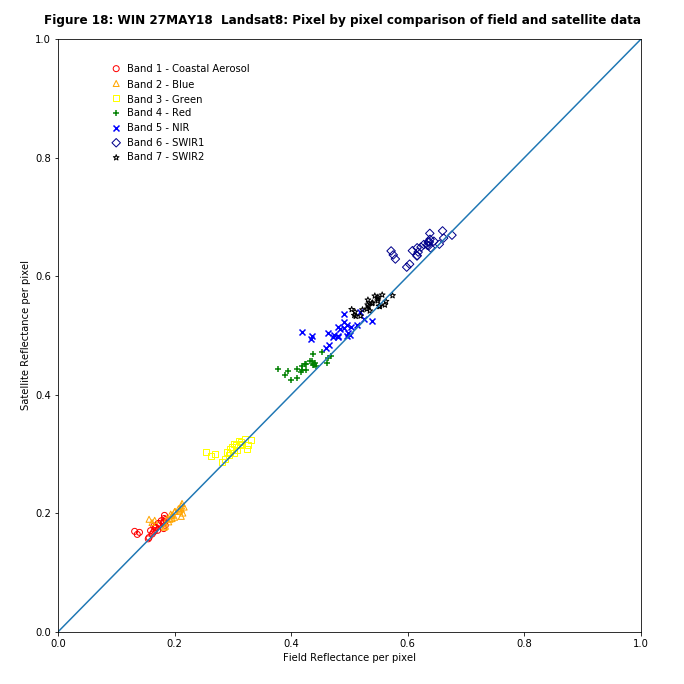 Figure 18: WIN 27MAY18  Landsat8: Pixel by pixel comparison of field and satellite data
1.0
Band 1 - Coastal Aerosol
Band 2 - Blue
Band 3 - Green
Band 4 - Red
Band 5 - NIR
Band 6 - SWIR1
Band 7 - SWIR2
0.8
0.6
0.4
0.2
0.0
Satellite Reflectance per pixel
0.0 0.2 0.4 0.6 0.8 1.0
Field Reflectance per pixel